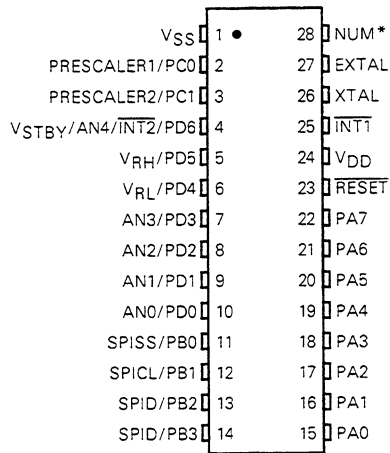 VSS 1 28 NUM*
PRESCALER1/PC0 2 27 EXTAL
PRESCALER2/PC1 3 26 XTAL
VSTBY/AN4/INT2/PD6 4 25 INT1
VRH/PD5 5 24 VDD
VRL/PD4 6 23 RESET
AN3/PD3 7 22 PA7
AN2/PD2 8 21 PA6
AN1/PD1 9 20 PA5
AN0/PD0 10 19 PA4
SPISS/PB0 11 18 PA3
SPICL/PB1 12 17 PA2
SPID/PB2 13 16 PA1
SPID/PB3 14 15 PA0